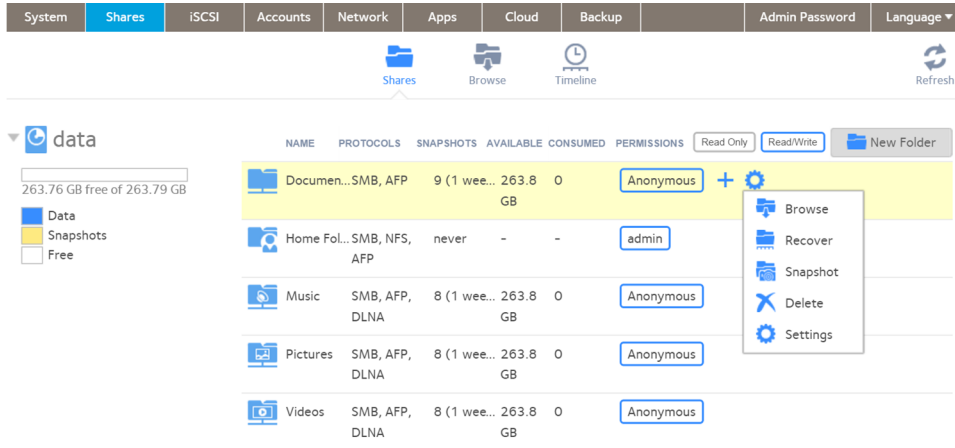 System Shares iSCSI Accounts Network Apps Cloud Backup Admin Password Language
Shares Browse Timeline Refresh
data
263.76 GB free of 263.79 GB
Data
Snapshots
Free
NAME PROTOCOLS SNAPSHOTS AVAILABLE CONSUMED PERMISSIONS Read Only Read/Write New Folder
Documen... SMB, AFP 9 (1 wee... 263.8 0 Anonymous +
GB
Home Fol... SMB, NFS, never - - admin
AFP
Music SMB, AFP, 8 (1 wee... 263.8 0 Anonymous
DLNA GB
Pictures SMB, AFP, 8 (1 wee... 263.8 0 Anonymous
DLNA GB
Videos SMB, AFP, 8 (1 wee... 263.8 0 Anonymous
DLNA GB
Browse
Recover
Snapshot
Delete
Settings